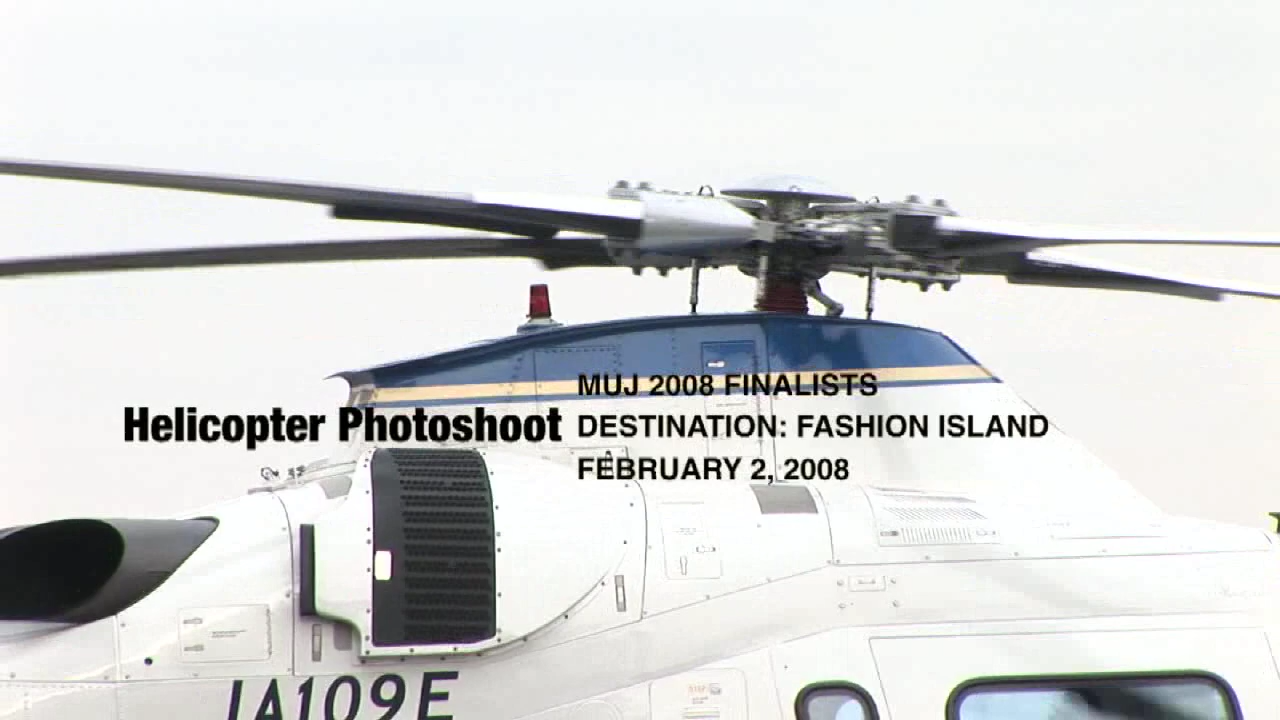 MUJ 2008 FINALISTS
Helicopter Photoshoot
DESTINATION: FASHION ISLAND
FEBRUARY 2, 2008
JA109E